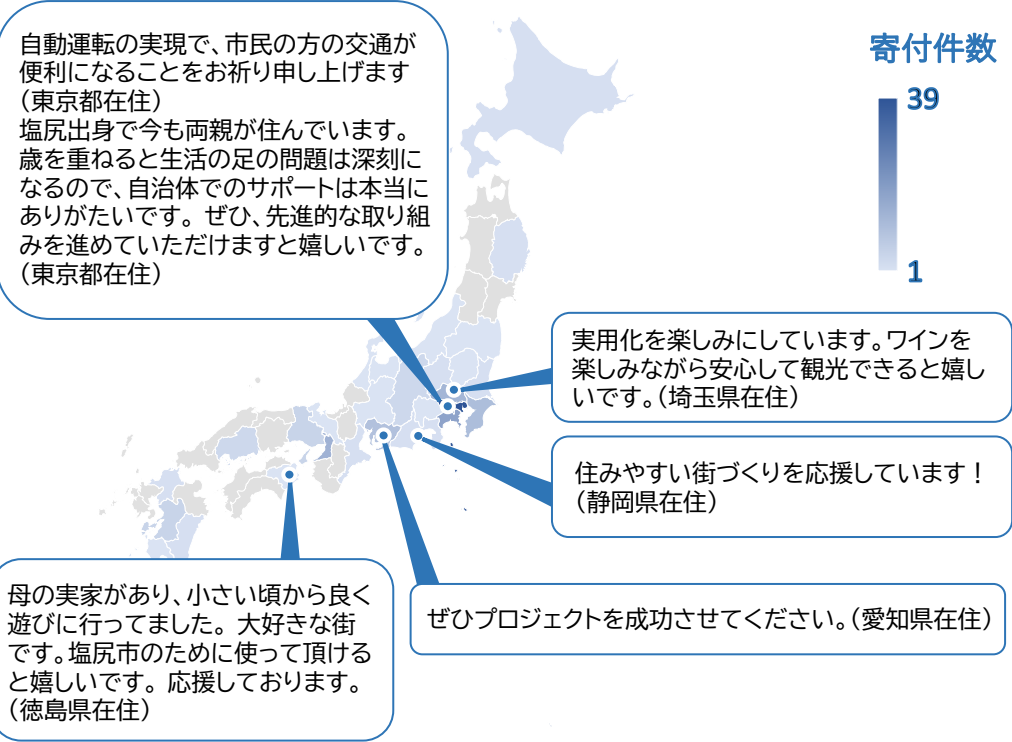 自動運転の実現で、市民の方の交通が
便利になることをお祈り申し上げます
（東京都在住）
塩尻出身で今も両親が住んでいます。
歳を重ねると生活の足の問題は深刻に
なるので、自治体でのサポートは本当に
ありがたいです。ぜひ、先進的な取り組
みを進めていただけますと嬉しいです。
（東京都在住）
寄付件数
39
1
実用化を楽しみにしています。ワインを
楽しみながら安心して観光できると嬉し
いです。（埼玉県在住）
住みやすい街づくりを応援しています！
（静岡県在住）
ぜひプロジェクトを成功させてください。（愛知県在住）
母の実家があり、小さい頃から良く
遊びに行ってました。大好きな街
です。塩尻市のために使って頂ける
と嬉しいです。応援しております。
（徳島県在住）